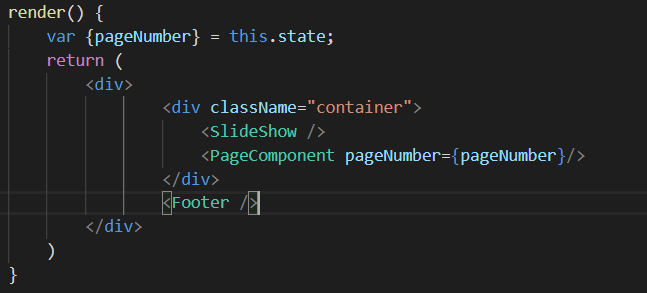 render() {
    var {pageNumber} = this.state;
    return (
        <div>
                <div className="container">
                    <SlideShow />
                    <PageComponent pageNumber={pageNumber}/>
                </div>
                <Footer />
        </div>
    )
}